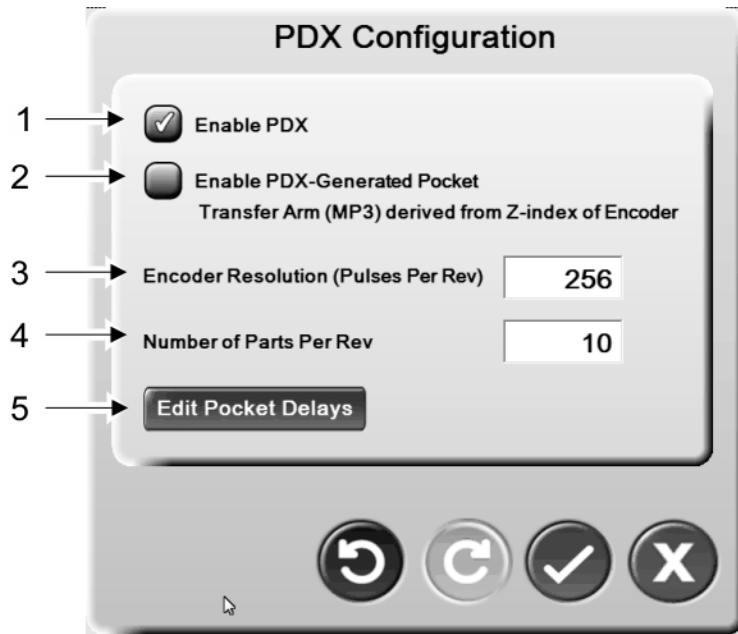 PDX Configuration
1
Enable PDX
2
Enable PDX-Generated Pocket
Transfer Arm (MP3) derived from Z-index of Encoder
3
Encoder Resolution (Pulses Per Rev) 256
4
Number of Parts Per Rev 10
5
Edit Pocket Delays